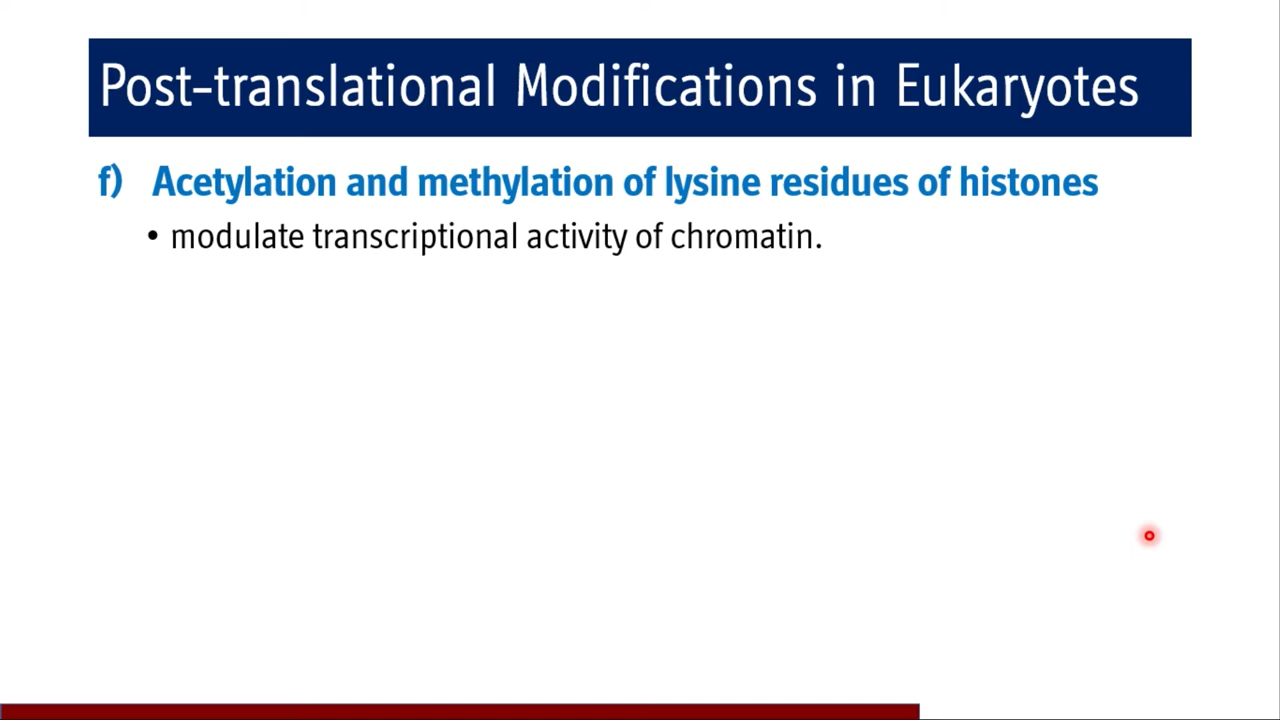 Post-translational Modifications in Eukaryotes
f) Acetylation and methylation of lysine residues of histones
• modulate transcriptional activity of chromatin.